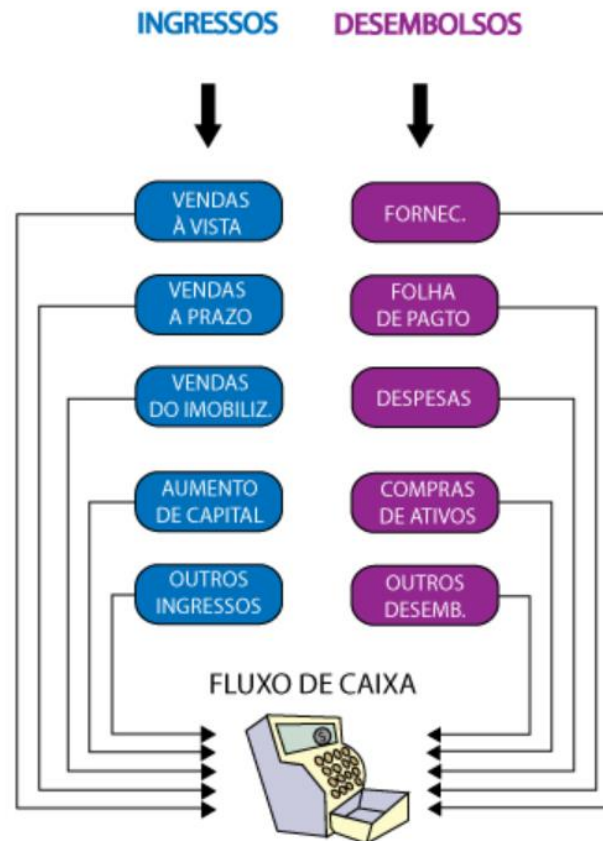 INGRESSOS
DESEMBOLSOS
VENDAS
À VISTA
FORNEC.
VENDAS
A PRAZO
FOLHA
DE PAGTO
VENDAS
DO IMOBILIZ.
DESPESAS
AUMENTO
DE CAPITAL
COMPRAS
DE ATIVOS
OUTROS
INGRESSOS
OUTROS
DESEMB.
FLUXO DE CAIXA